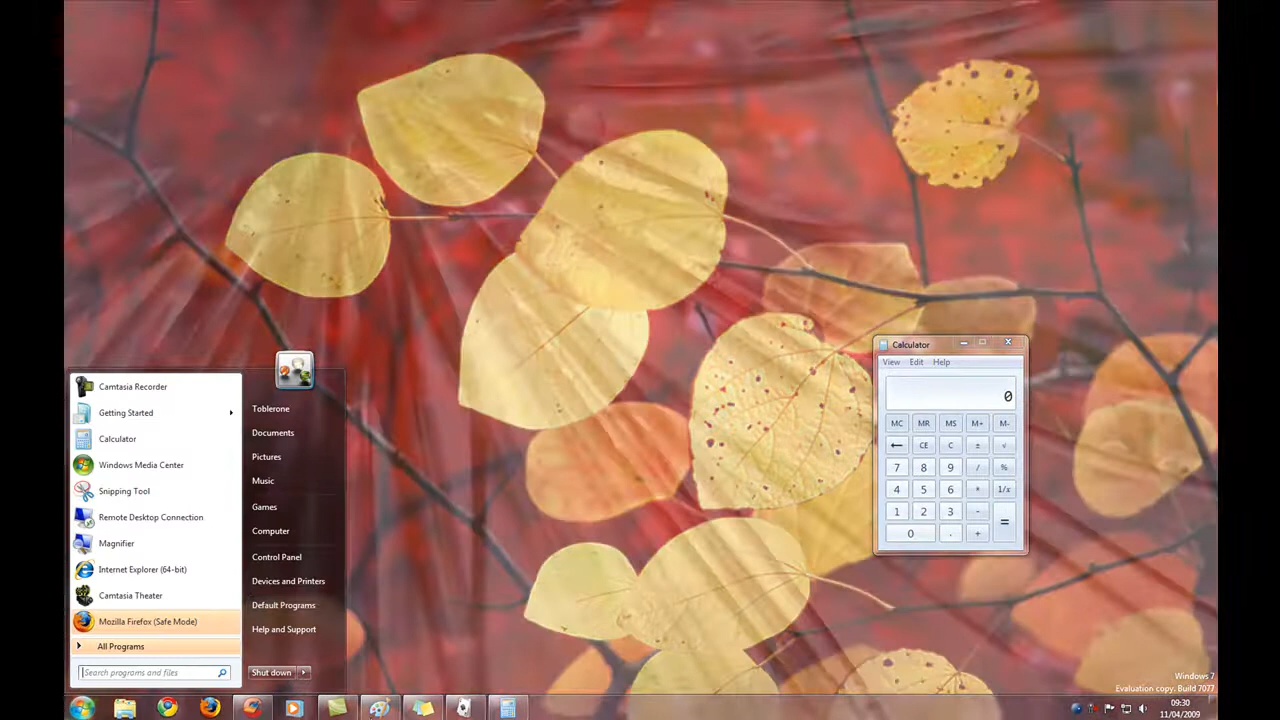 Camtasia Recorder
Getting Started
Calculator
Windows Media Center
Snipping Tool
Remote Desktop Connection
Magnifier
Internet Explorer (64-bit)
Camtasia Theater
Mozilla Firefox (Safe Mode)
All Programs
Search programs and files
Toblerone
Documents
Pictures
Music
Games
Computer
Control Panel
Devices and Printers
Default Programs
Help and Support
Shut down
Calculator
View Edit Help
0
MC MR MS M+ M-
← CE C ± √
7 8 9 / %
4 5 6 * 1/x
1 2 3 - =
0 . +
Windows 7
Evaluation copy. Build 7077
09:30
11/04/2009